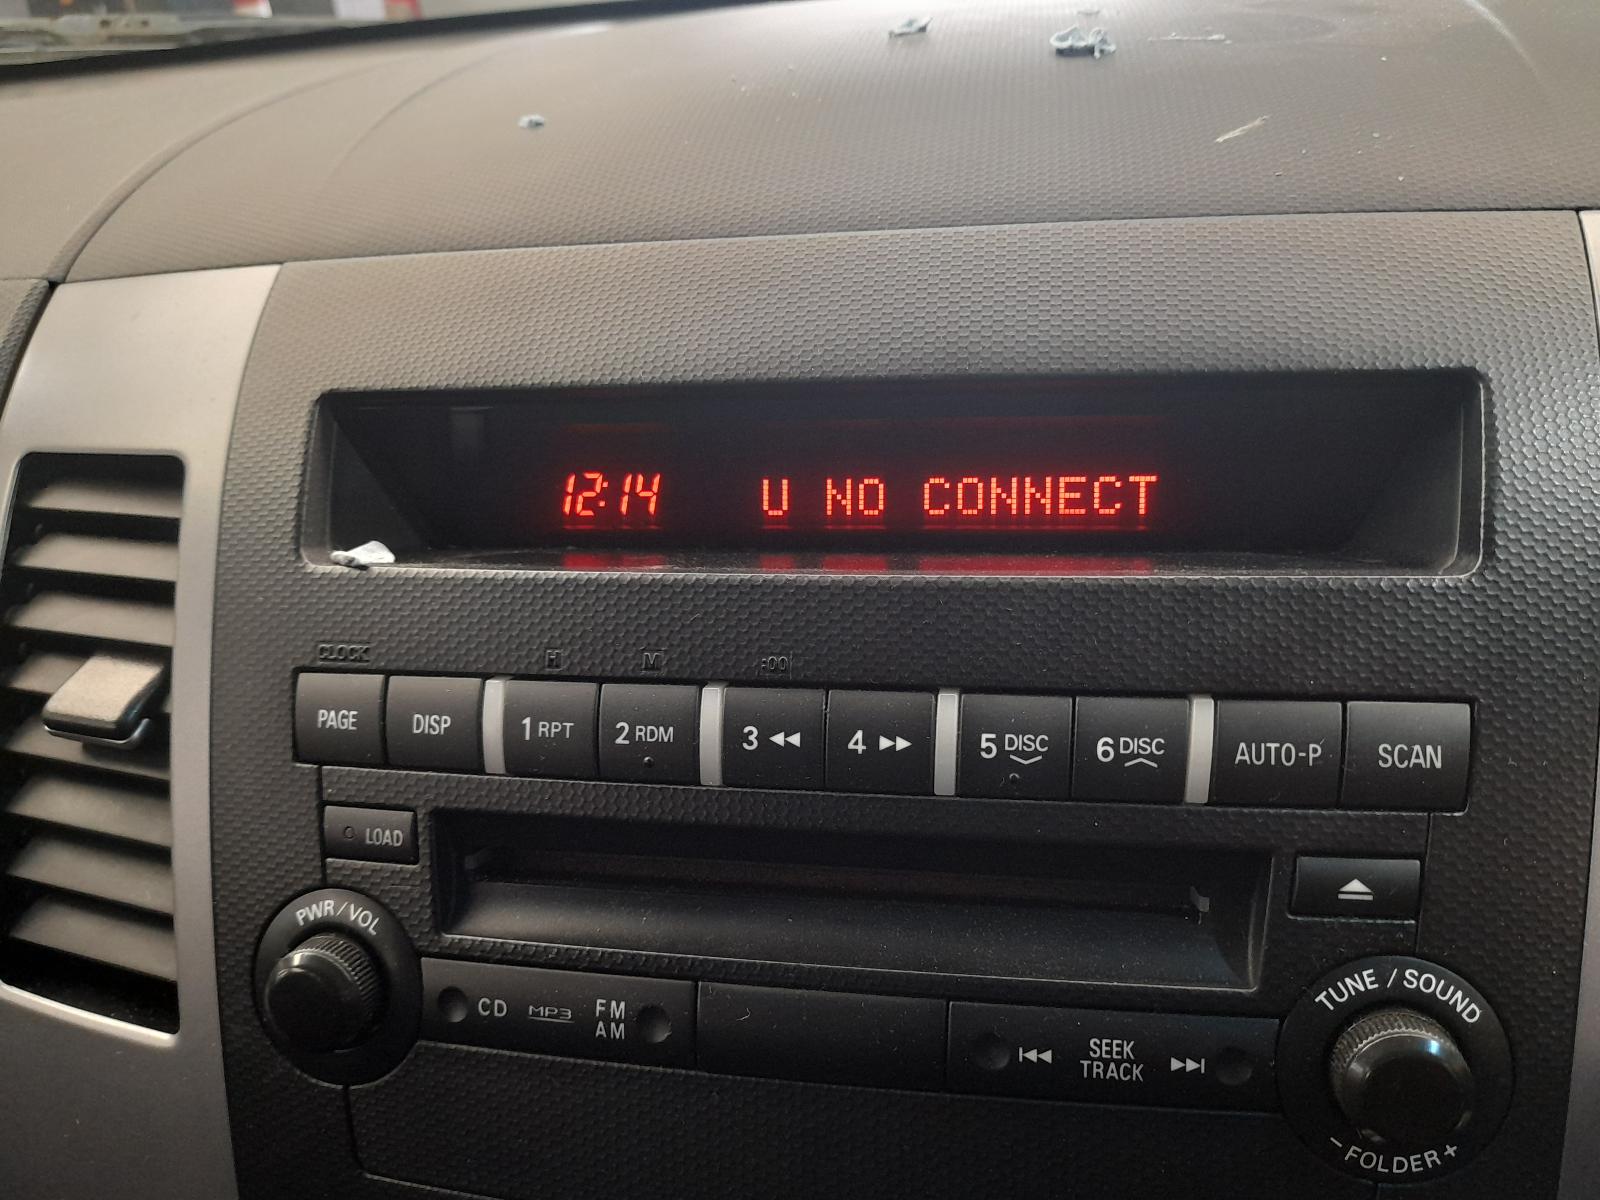 12:14 U NO CONNECT
CLOCK H M :00
PAGE DISP 1 RPT 2 RDM 3 ◀◀ 4 ▶▶ 5 DISC 6 DISC AUTO-P SCAN
LOAD
PWR/VOL
CD MP3 FM
AM
SEEK
TRACK
TUNE / SOUND
- FOLDER +